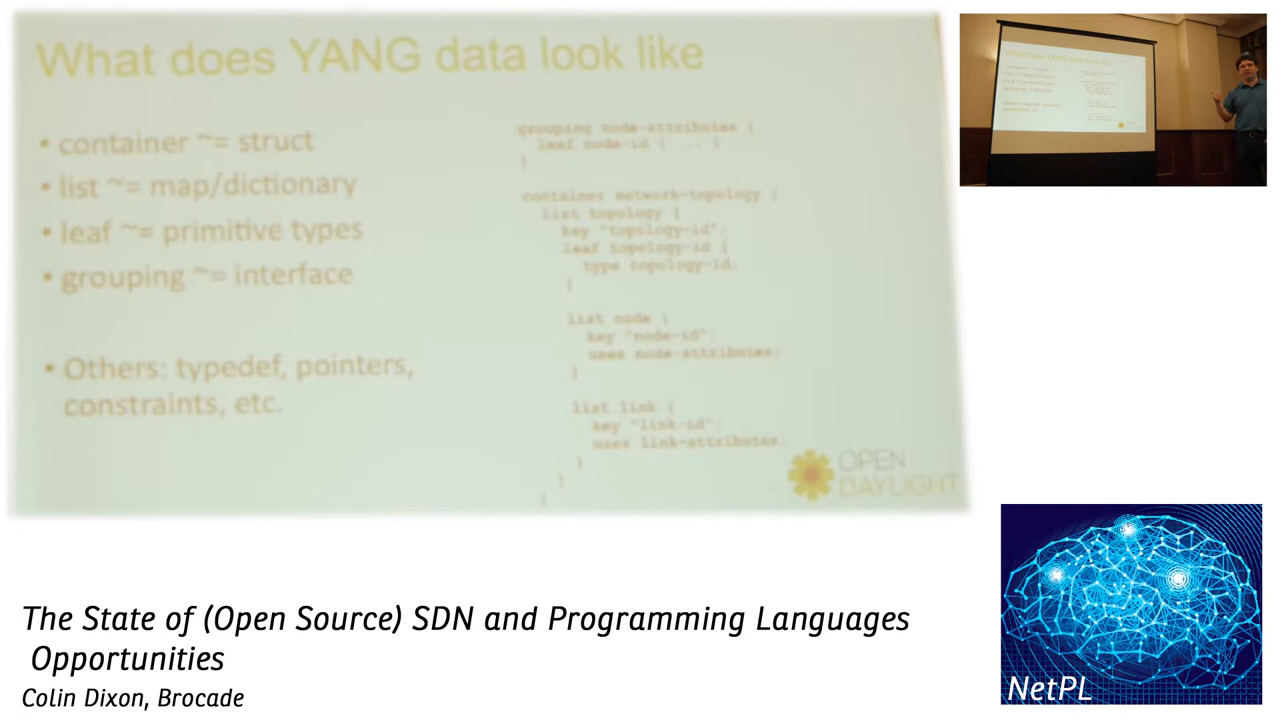 What does YANG data look like
• container ~= struct
• list ~= map/dictionary
• leaf ~= primitive types
• grouping ~= interface
• Others: typedef, pointers,
constraints, etc.
grouping node-attributes {
leaf node-id { ... }
}
container network-topology {
list topology {
key "topology-id";
leaf topology-id {
type topology-id;
}
list node {
key "node-id";
uses node-attributes;
}
list link {
key "link-id";
uses link-attributes;
}
}
}
OPEN
DAYLIGHT
The State of (Open Source) SDN and Programming Languages
Opportunities
Colin Dixon, Brocade
NetPL